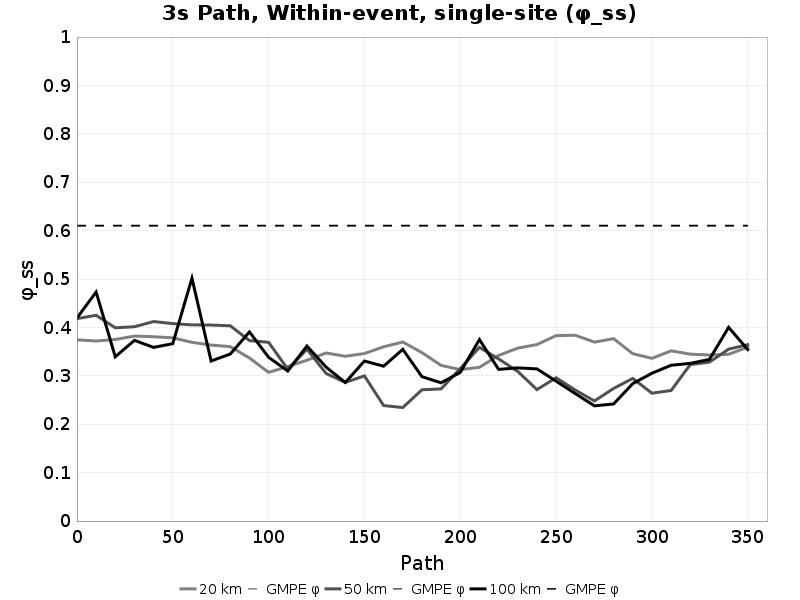 3s Path, Within-event, single-site (φ_ss)
1
0.9
0.8
0.7
0.6
0.5
0.4
0.3
0.2
0.1
0
φ_ss
0 50 100 150 200 250 300 350
Path
20 km GMPE φ 50 km GMPE φ 100 km GMPE φ